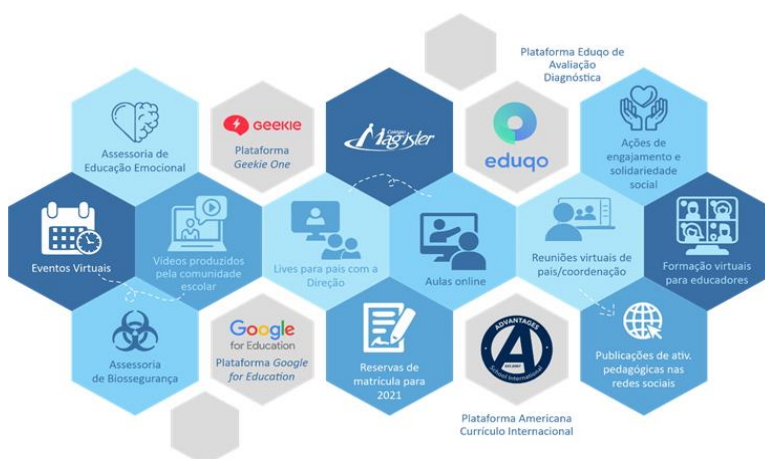 Plataforma Eduqo de
Avaliação
Diagnóstica
Assessoria de
Educação Emocional
GEEKIE
Plataforma
Geekie One
Colégio
Magister
eduqo
Ações de
engajamento e
solidariedade
social
Eventos Virtuais
Vídeos produzidos
pela comunidade
escolar
Lives para pais com a
Direção
Aulas online
Reuniões virtuais de
pais/coordenação
Formação virtuais
para educadores
Assessoria
de Biossegurança
Google
for Education
Plataforma Google
for Education
Reservas de
matrícula para
2021
ADVANTAGES
A
School International
Publicações de ativ.
pedagógicas nas
redes sociais
Plataforma Americana
Currículo Internacional